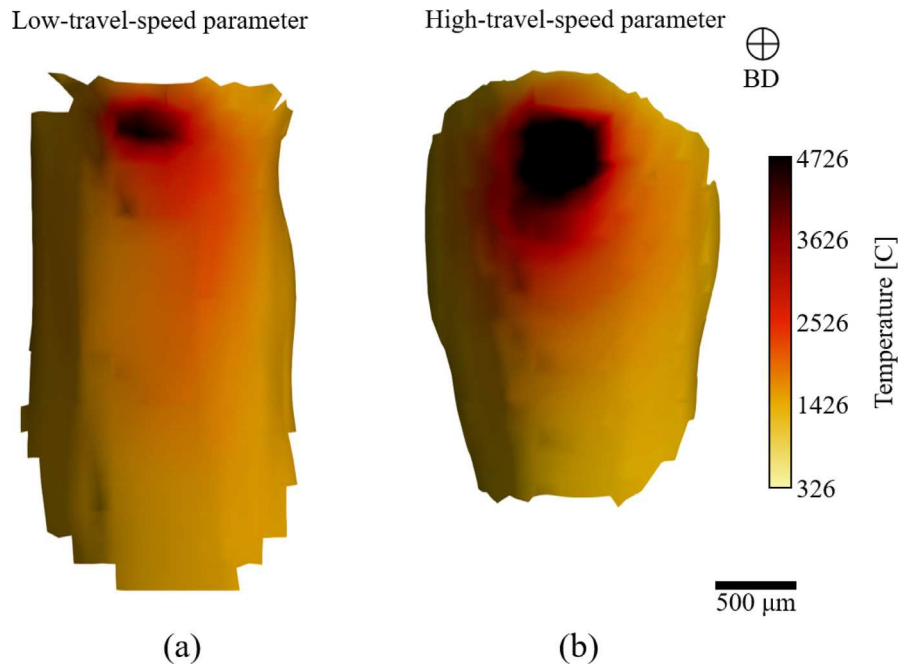 Low-travel-speed parameter
High-travel-speed parameter
BD
4726
3626
2526
1426
326
Temperature [C]
500 μm
(a)
(b)